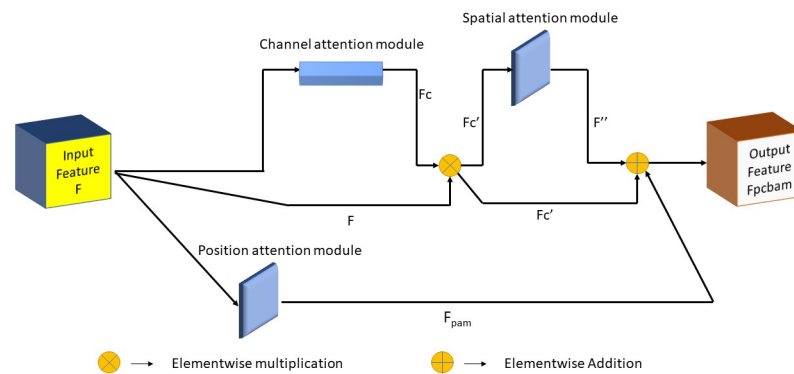 Spatial attention module
Channel attention module
Fc
Fc’
F’’
Input
Feature
F
Output
Feature
Fpcbam
F
Fc’
Position attention module
Fpam
Elementwise multiplication
Elementwise Addition